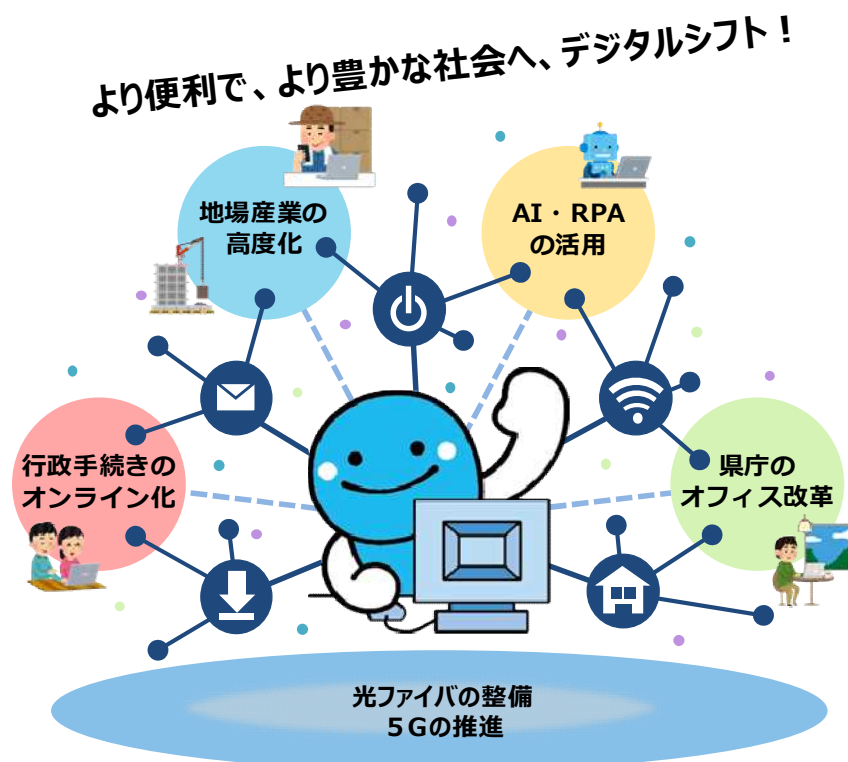 より便利で、より豊かな社会へ、デジタルシフト！
地場産業の
高度化
AI・RPA
の活用
行政手続きの
オンライン化
県庁の
オフィス改革
光ファイバの整備
５Gの推進